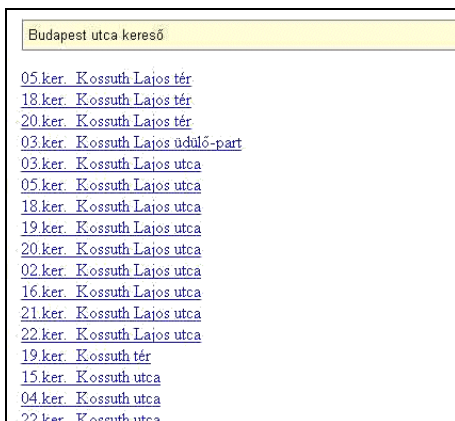 Budapest utca kereső
05.ker. Kossuth Lajos tér
18.ker. Kossuth Lajos tér
20.ker. Kossuth Lajos tér
03.ker. Kossuth Lajos üdülő-part
03.ker. Kossuth Lajos utca
05.ker. Kossuth Lajos utca
18.ker. Kossuth Lajos utca
19.ker. Kossuth Lajos utca
20.ker. Kossuth Lajos utca
02.ker. Kossuth Lajos utca
16.ker. Kossuth Lajos utca
21.ker. Kossuth Lajos utca
22.ker. Kossuth Lajos utca
19.ker. Kossuth tér
15.ker. Kossuth utca
04.ker. Kossuth utca
22.ker. Kossuth utca